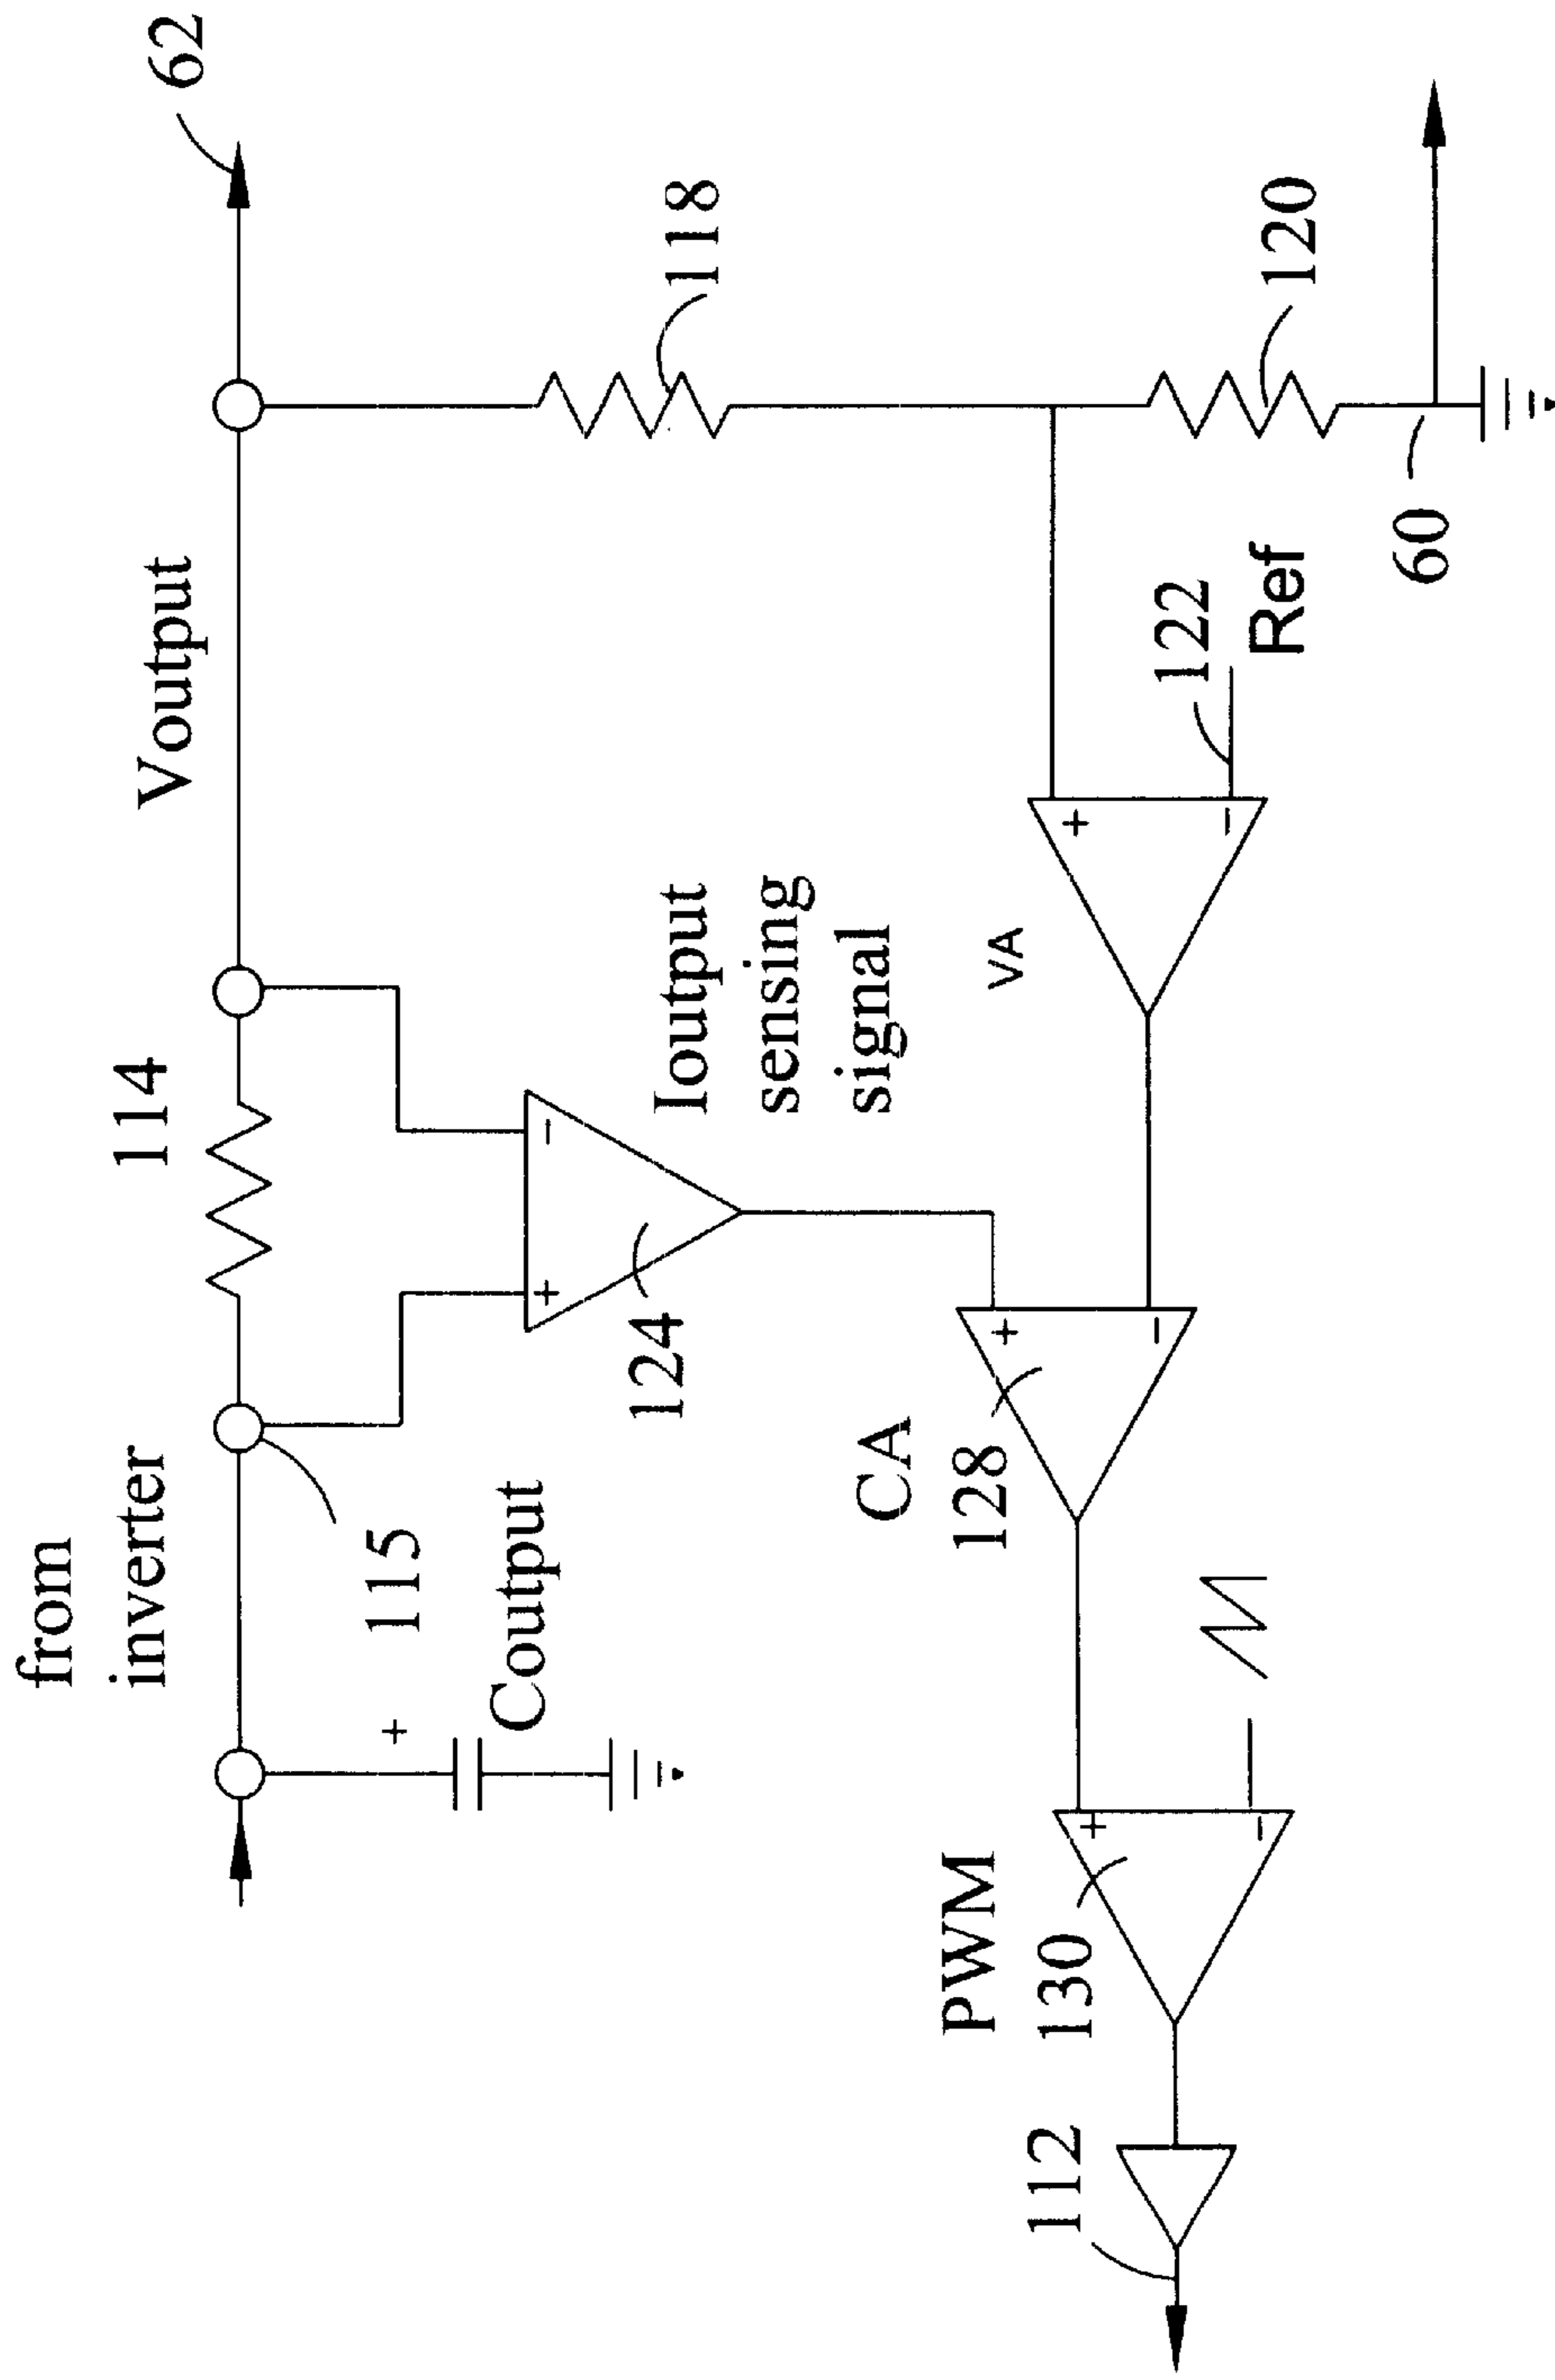 from
inverter
114
Voutput
62
115
+
Coutput
+
-
124
Ioutput
sensing
signal
118
CA
128
+
-
VA
+
-
122
Ref
120
60
PWM
130
+
-
112